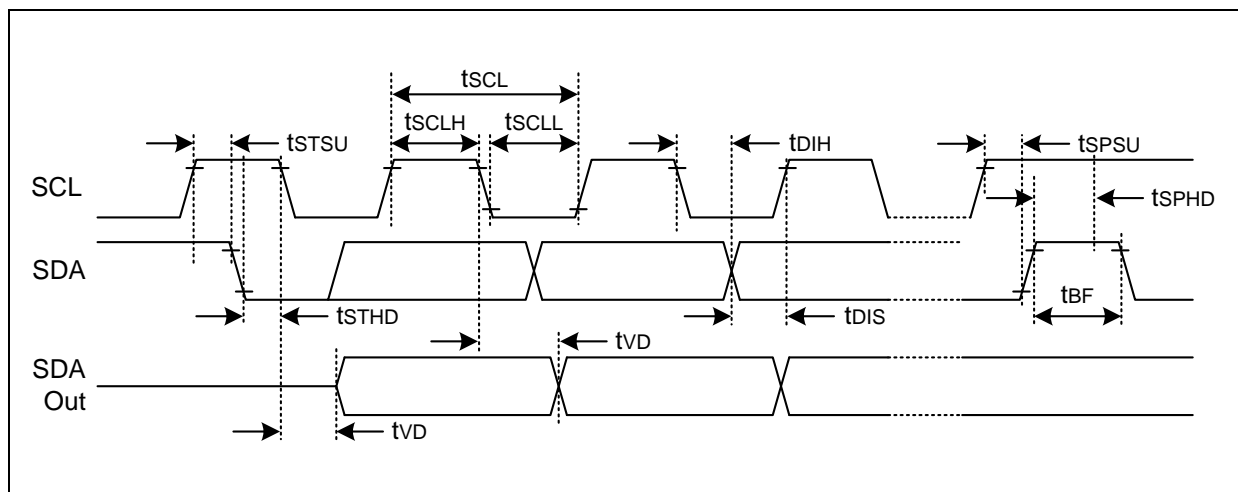 tSCL
tSCLH
tSCLL
tSTSU
tDIH
tSPSU
SCL
tSPHD
SDA
tBF
tSTHD
tDIS
tVD
SDA
Out
tVD